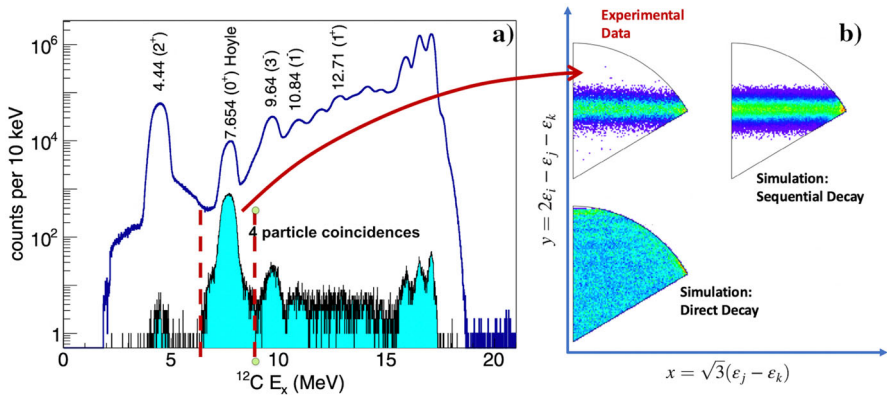 a)
10⁶
10⁴
10²
1
counts per 10 keV
4.44 (2⁺)
7.654 (0⁺) Hoyle
9.64 (3⁻)
10.84 (1⁻)
12.71 (1⁺)
4 particle coincidences
0 5 10 15 20
¹²C Eₓ (MeV)
b)
Experimental
Data
Simulation:
Sequential Decay
Simulation:
Direct Decay
y = 2εᵢ − εⱼ − εₖ
x = √3(εⱼ − εₖ)